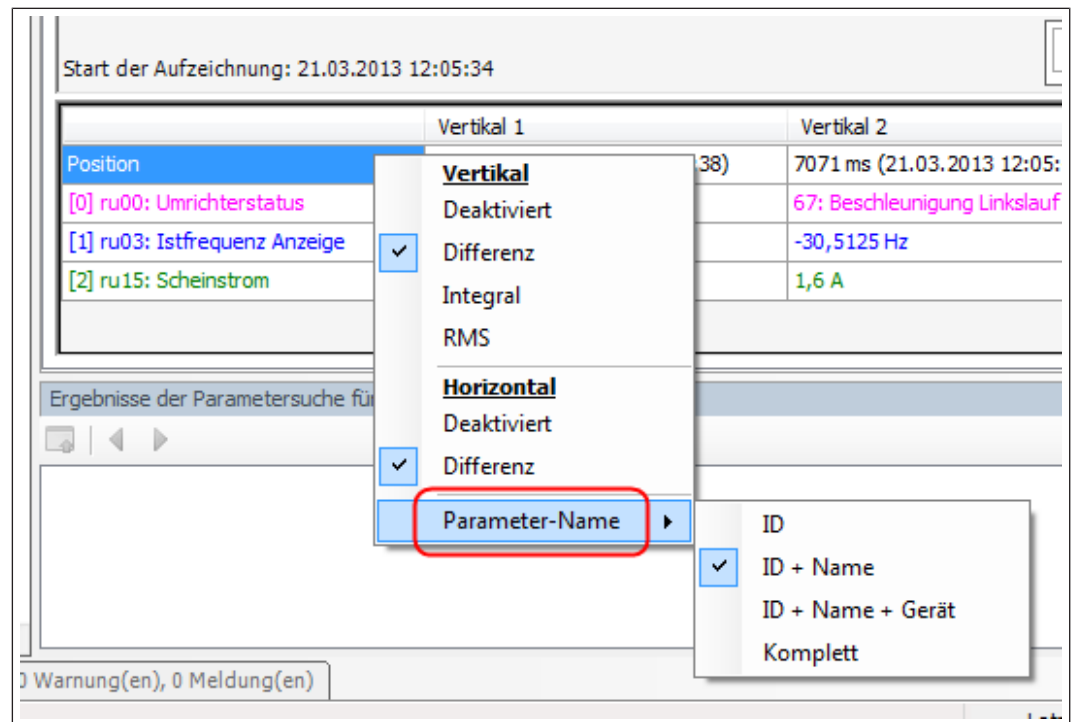 Start der Aufzeichnung: 21.03.2013 12:05:34
Vertikal 1 Vertikal 2
Position 38) 7071 ms (21.03.2013 12:05:
[0] ru00: Umrichterstatus 67: Beschleunigung Linkslauf
[1] ru03: Istfrequenz Anzeige -30,5125 Hz
[2] ru15: Scheinstrom 1,6 A
Vertikal
Deaktiviert
Differenz
Integral
RMS
Horizontal
Deaktiviert
Differenz
Parameter-Name
ID
ID + Name
ID + Name + Gerät
Komplett
Ergebnisse der Parametersuche für
0 Warnung(en), 0 Meldung(en)